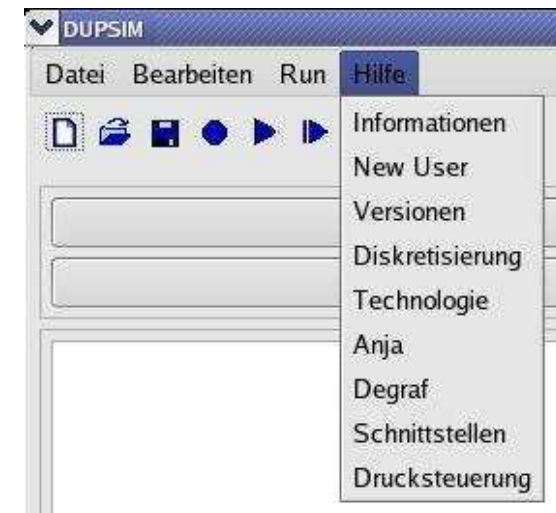 DUPSIM
Datei Bearbeiten Run Hilfe
Informationen
New User
Versionen
Diskretisierung
Technologie
Anja
Degraf
Schnittstellen
Drucksteuerung